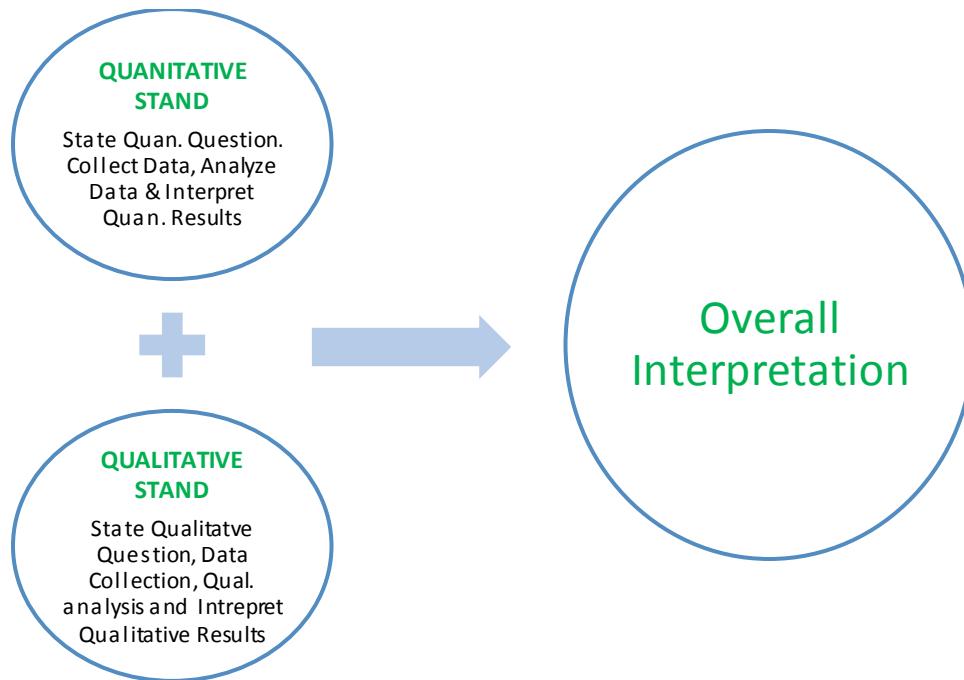 QUANITATIVE
STAND
State Quan. Question.
Collect Data, Analyze
Data & Interpret
Quan. Results
QUALITATIVE
STAND
State Qualitatve
Question, Data
Collection, Qual.
analysis and Intrepret
Qualitative Results
Overall
Interpretation